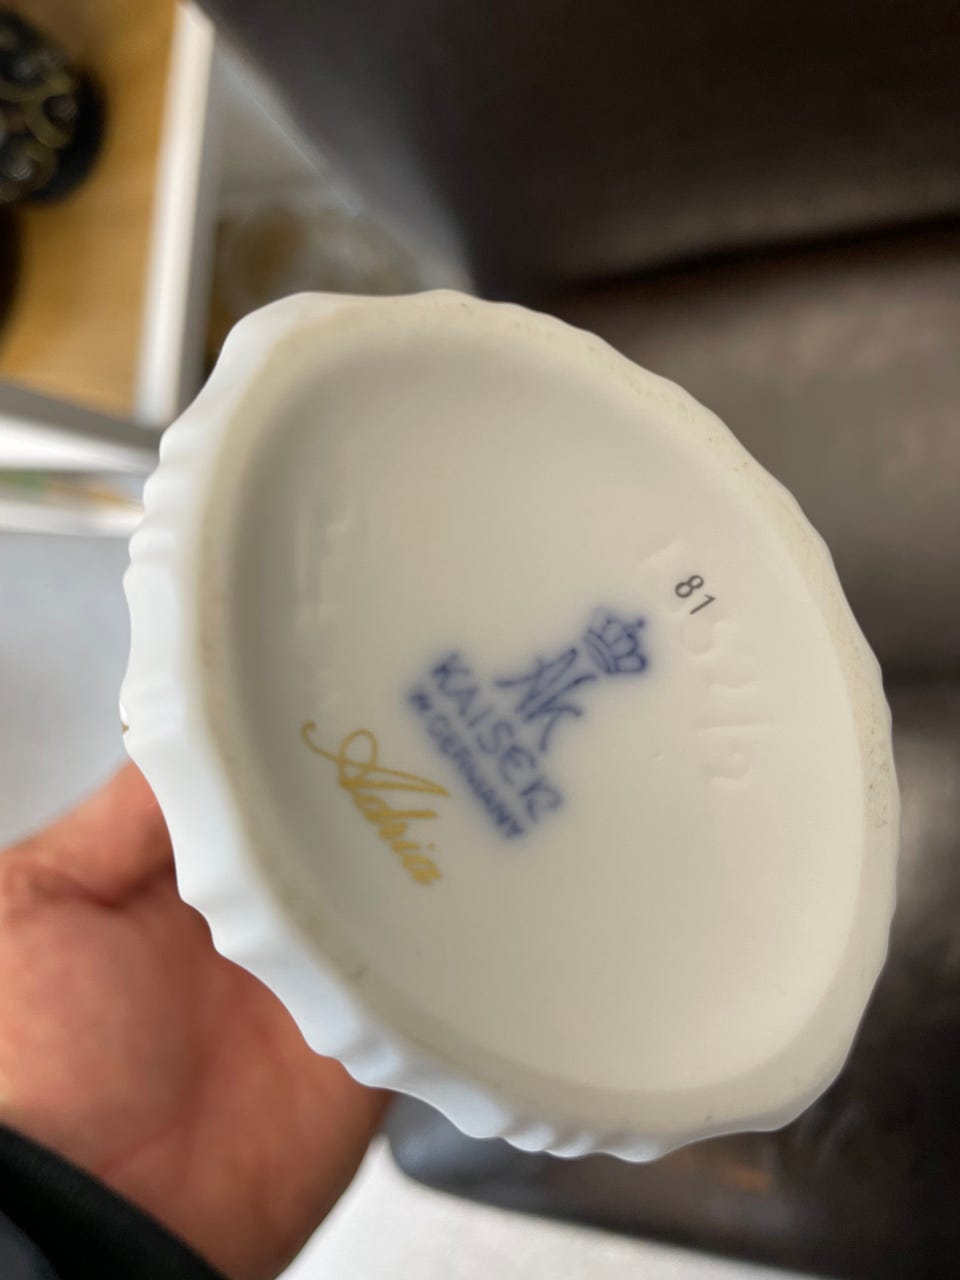 81
AK
KAISER
W. GERMANY
Adria